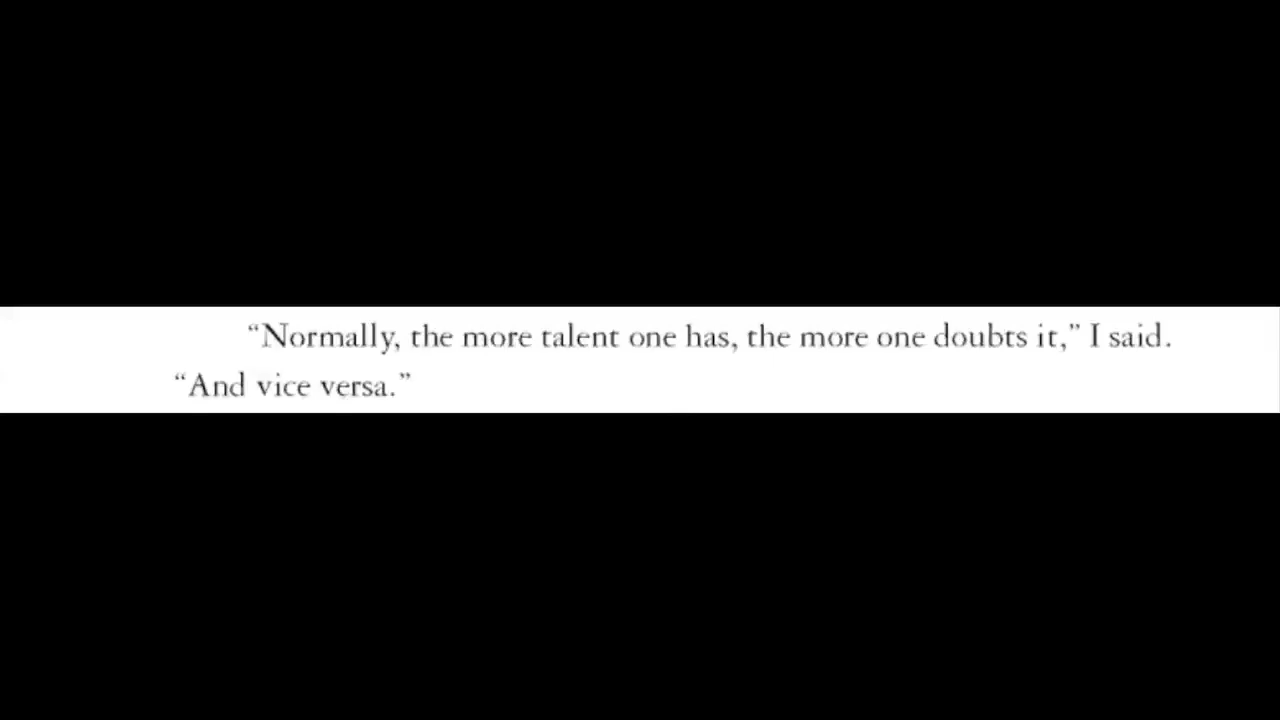 “Normally, the more talent one has, the more one doubts it,” I said.
“And vice versa.”